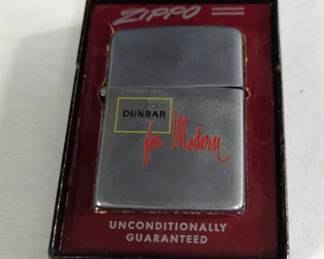 ZIPPO
DUNBAR
for Modern
UNCONDITIONALLY
GUARANTEED